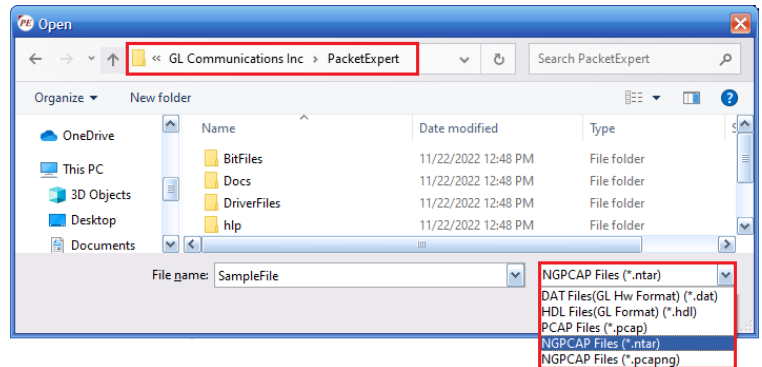 PE Open
« GL Communications Inc › PacketExpert Search PacketExpert
Organize New folder ?
Name Date modified Type
OneDrive
This PC
3D Objects
Desktop
Documents
BitFiles 11/22/2022 12:48 PM File folder
Docs 11/22/2022 12:48 PM File folder
DriverFiles 11/22/2022 12:48 PM File folder
hlp 11/22/2022 12:48 PM File folder
File name: SampleFile NGPCAP Files (*.ntar)
DAT Files(GL Hw Format) (*.dat)
HDL Files(GL Format) (*.hdl)
PCAP Files (*.pcap)
NGPCAP Files (*.ntar)
NGPCAP Files (*.pcapng)